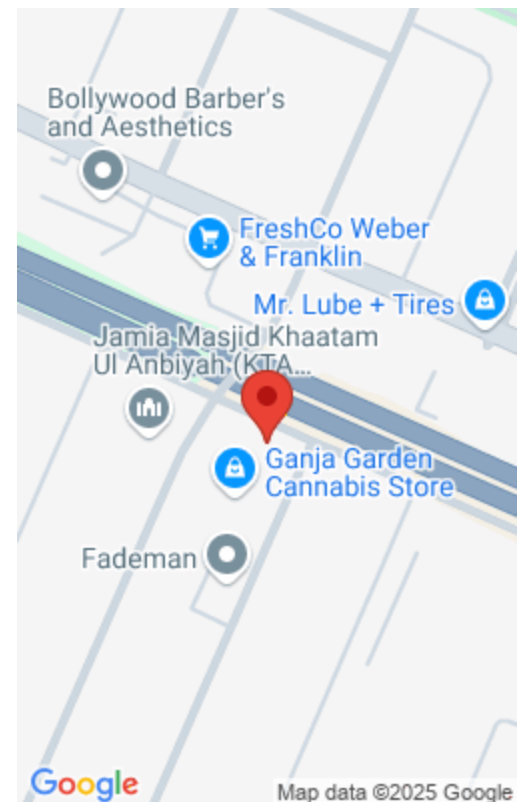 Bollywood Barber's
and Aesthetics
FreshCo Weber
& Franklin
Mr. Lube + Tires
Jamia Masjid Khaatam
Ul Anbiyah (KTA...
Ganja Garden
Cannabis Store
Fademan
Google
Map data ©2025 Google